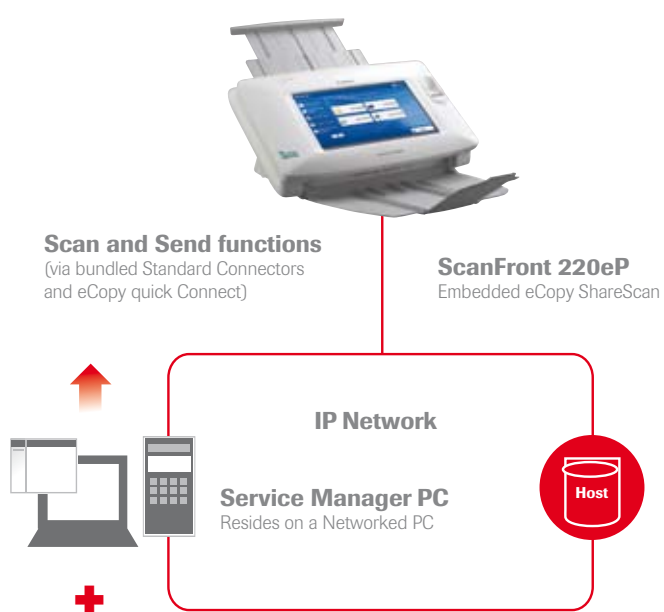 Scan and Send functions
(via bundled Standard Connectors
and eCopy quick Connect)
ScanFront 220eP
Embedded eCopy ShareScan
IP Network
Service Manager PC
Resides on a Networked PC
Host